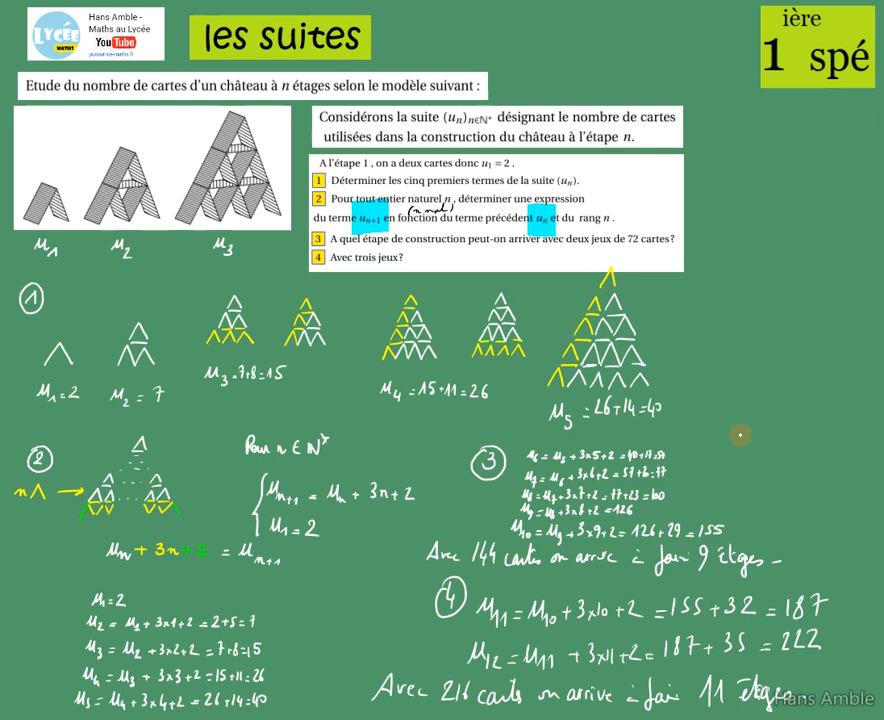 LYCÉE
MATHS
Hans Amble -
Maths au Lycée
YouTube
puissance-maths.fr
les suites
ière
1 spé
Etude du nombre de cartes d'un château à n étages selon le modèle suivant :
Considérons la suite (uₙ)ₙ∈ℕ* désignant le nombre de cartes
utilisées dans la construction du château à l'étape n.
A l'étape 1 , on a deux cartes donc u₁ = 2 .
1 Déterminer les cinq premiers termes de la suite (uₙ).
2 Pour tout entier naturel n , déterminer une expression
(n nul)
du terme uₙ₊₁ en fonction du terme précédent uₙ et du rang n .
3 A quel étape de construction peut-on arriver avec deux jeux de 72 cartes?
4 Avec trois jeux?
u₁ u₂ u₃
1
u₁ = 2
u₂ = 7
u₃ = 7+8 = 15
u₄ = 15+11 = 26
u₅ = 26+14 = 40
2
n Λ →
uₙ + 3n + 2 = uₙ₊₁
Pour n ∈ ℕ*
uₙ₊₁ = uₙ + 3n + 2
u₁ = 2
u₁ = 2
u₂ = u₁ + 3×1+2 = 2+5 = 7
u₃ = u₂ + 3×2+2 = 7+8 = 15
u₄ = u₃ + 3×3+2 = 15+11 = 26
u₅ = u₄ + 3×4+2 = 26+14 = 40
3
u₆ = u₅ + 3×5+2 = 40+17 = 57
u₇ = u₆ + 3×6+2 = 57+20 = 77
u₈ = u₇ + 3×7+2 = 77+23 = 100
u₉ = u₈ + 3×8+2 = 126
u₁₀ = u₉ + 3×9+2 = 126+29 = 155
Avec 144 cartes on arrive à faire 9 étages -
4
u₁₁ = u₁₀ + 3×10 + 2 = 155 + 32 = 187
u₁₂ = u₁₁ + 3×11+2 = 187 + 35 = 222
Avec 216 cartes on arrive à faire 11 étages.
Hans Amble